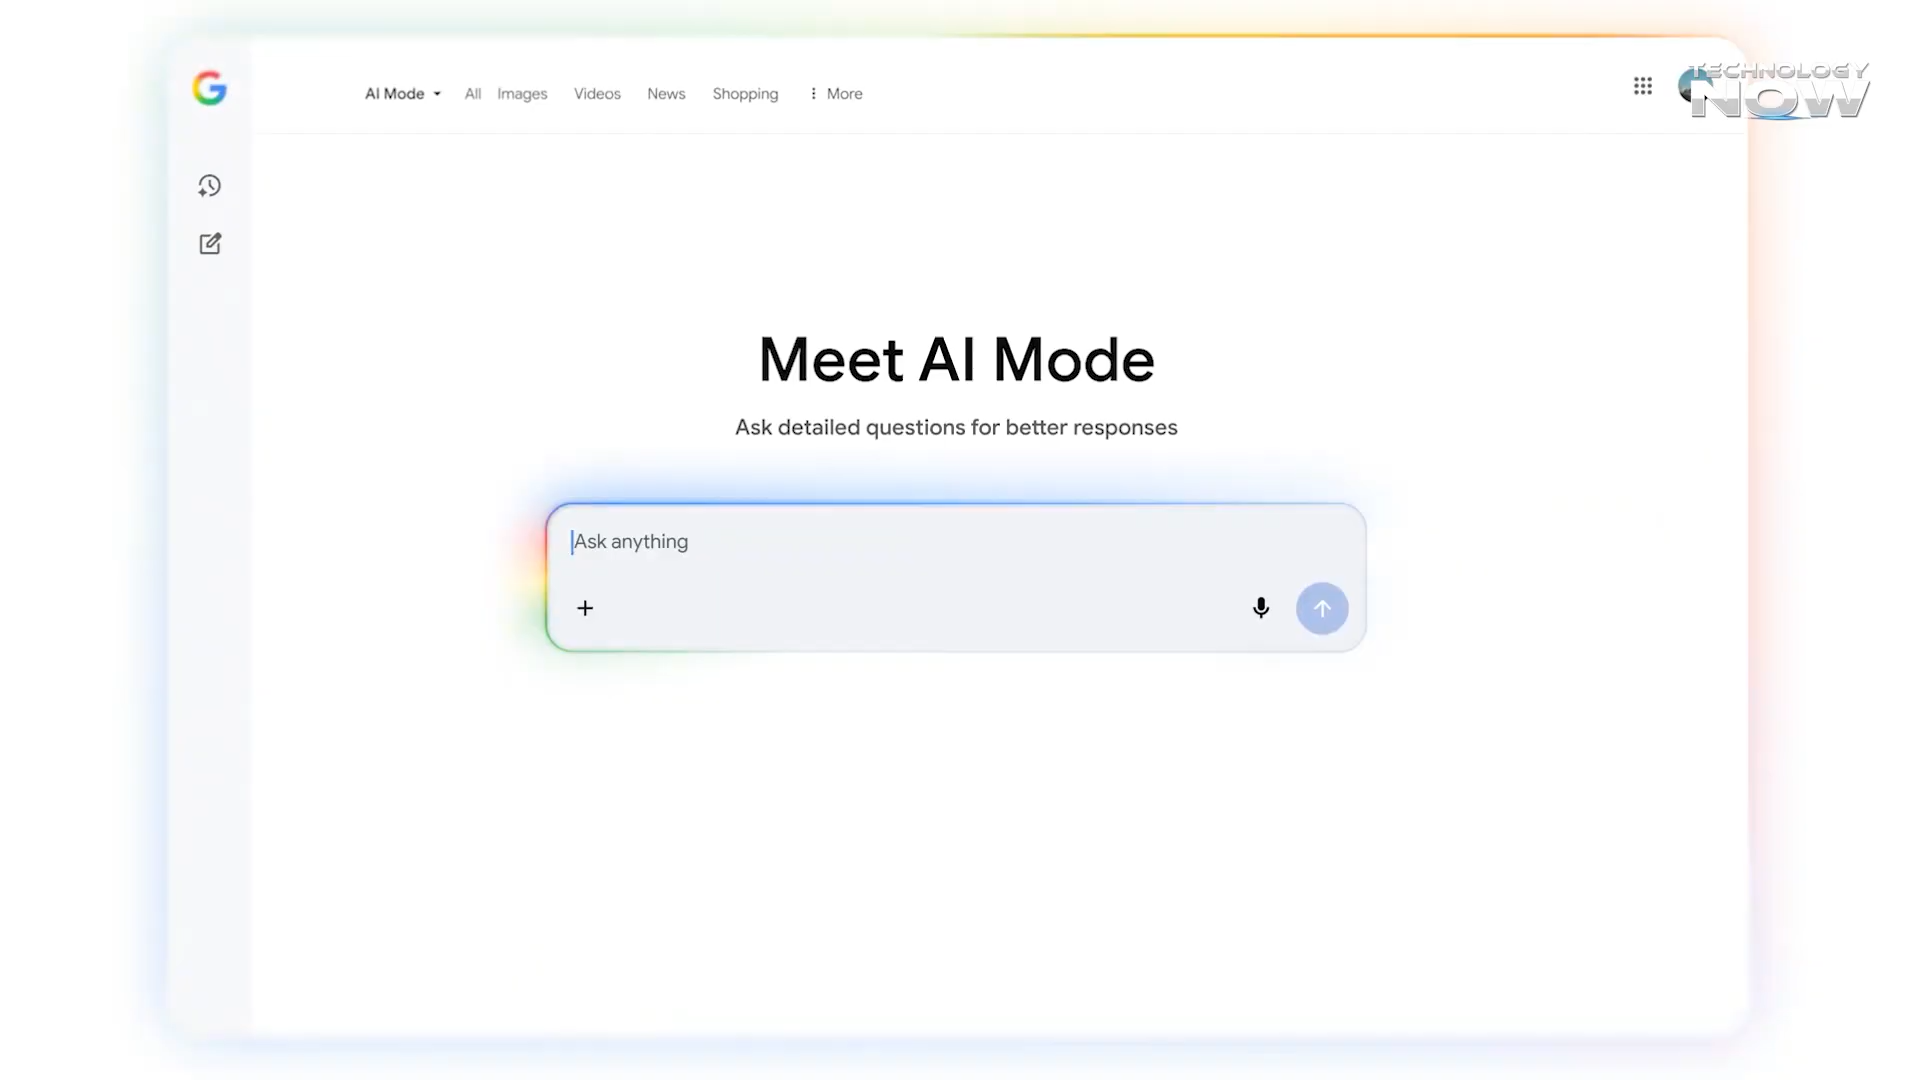 AI Mode All Images Videos News Shopping More
TECHNOLOGY
NOW
Meet AI Mode
Ask detailed questions for better responses
Ask anything